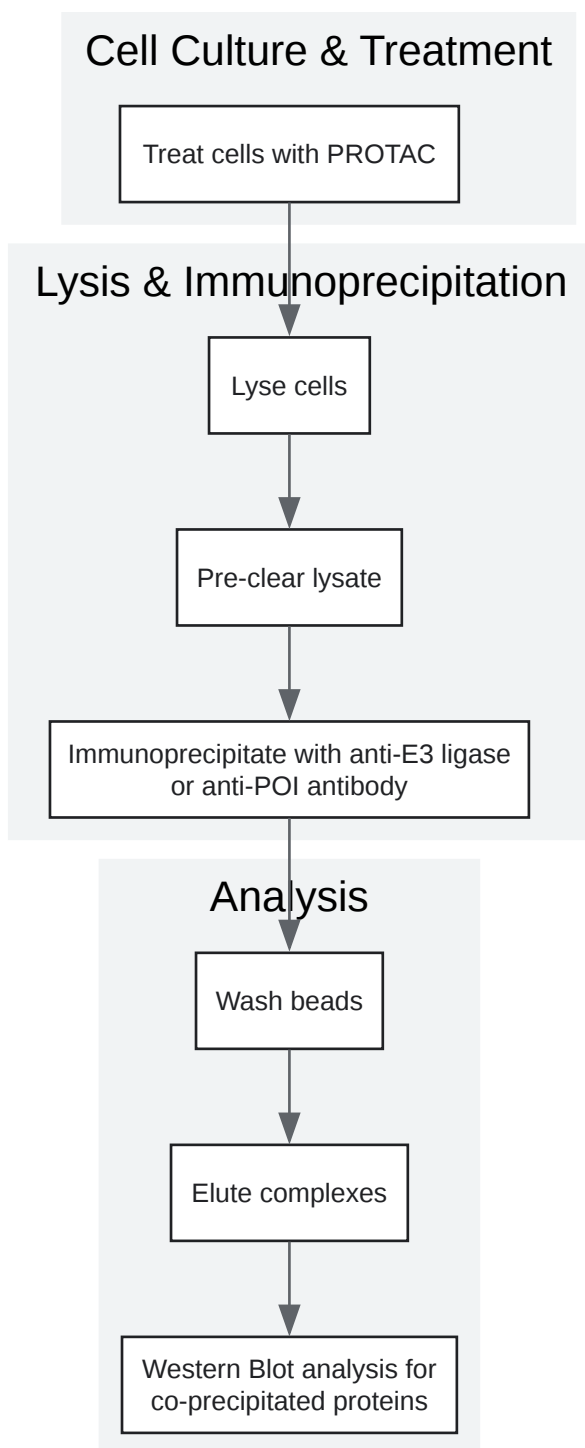 Cell Culture & Treatment
Treat cells with PROTAC
Lysis & Immunoprecipitation
Lyse cells
Pre-clear lysate
Immunoprecipitate with anti-E3 ligase
or anti-POI antibody
Analysis
Wash beads
Elute complexes
Western Blot analysis for
co-precipitated proteins